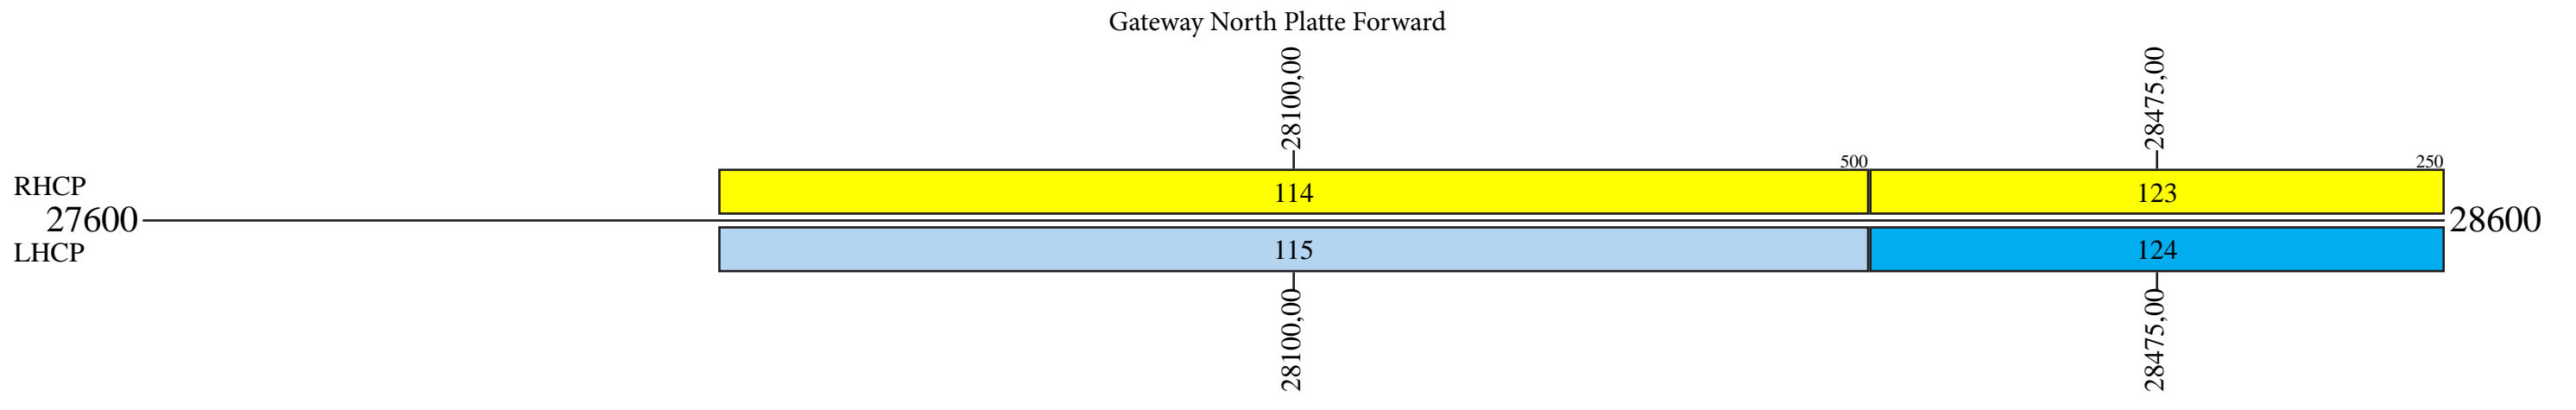 Gateway North Platte Forward
28100,00 28475,00
500 250
RHCP 114 123
27600 28600
LHCP 115 124
28100,00 28475,00